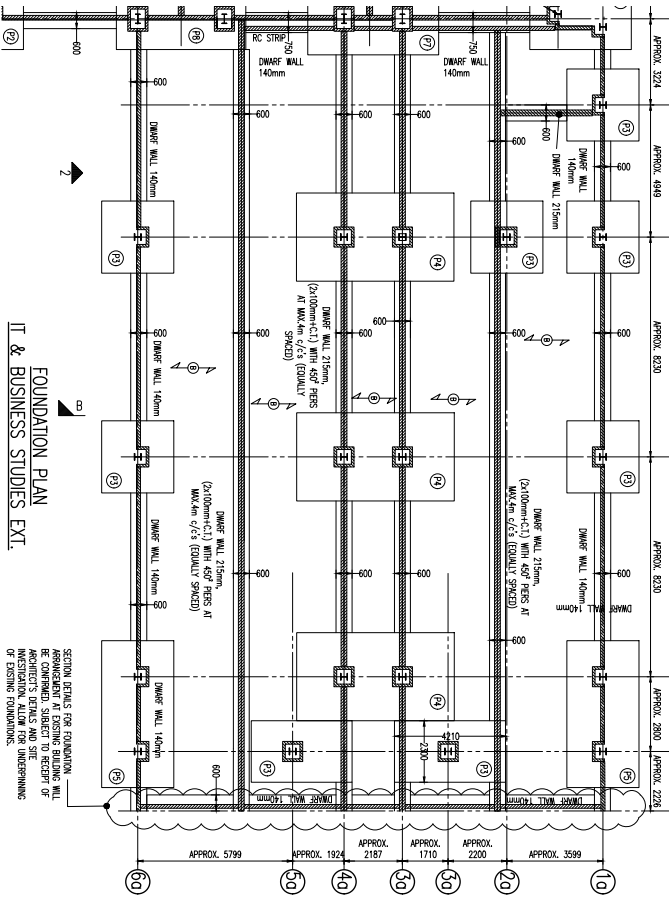 RC STRIP
750
DWARF WALL
140mm
750
DWARF WALL
140mm
P2
P8
P7
600
600
600
600
600
600
600
DWARF WALL
140mm
DWARF WALL 215mm
600
P3
APPROX. 3224
DWARF WALL 140mm
2
P3
P4
P3
P3
APPROX. 4949
600
DWARF WALL 215mm,
(2x100mm+C.T.) WITH 450² PIERS
AT MAX.4m c/c's (EQUALLY
SPACED)
600
600
600
600
600
APPROX. 8230
DWARF WALL 140mm
B
B
B
B
B
P3
P4
P3
DWARF WALL 215mm,
(2x100mm+C.T.) WITH 450² PIERS AT
MAX.4m c/c's (EQUALLY SPACED)
DWARF WALL 215mm,
(2x100mm+C.T.) WITH 450² PIERS AT
MAX.4m c/c's (EQUALLY SPACED)
DWARF WALL 140mm
600
600
600
600
600
DWARF WALL 140mm
DWARF WALL 140mm
APPROX. 8230
DWARF WALL 140mm
P5
P4
P3
P3
P6
4210
2300
APPROX. 2800
600
DWARF WALL 140mm
DWARF WALL 140mm
APPROX. 2226
APPROX. 5799
APPROX. 1924
APPROX. 2187
APPROX. 1710
APPROX. 2200
APPROX. 3599
6a
5a
4a
3a
3a
2a
1a
FOUNDATION PLAN
IT & BUSINESS STUDIES EXT.
SECTION DETAILS FOR FOUNDATION
ARRANGEMENT AT EXISTING BUILDING WILL
BE CONFIRMED, SUBJECT TO RECEIPT OF
ARCHITECT'S DETAILS AND SITE
INVESTIGATION. ALLOW FOR UNDERPINNING
OF EXISTING FOUNDATIONS.